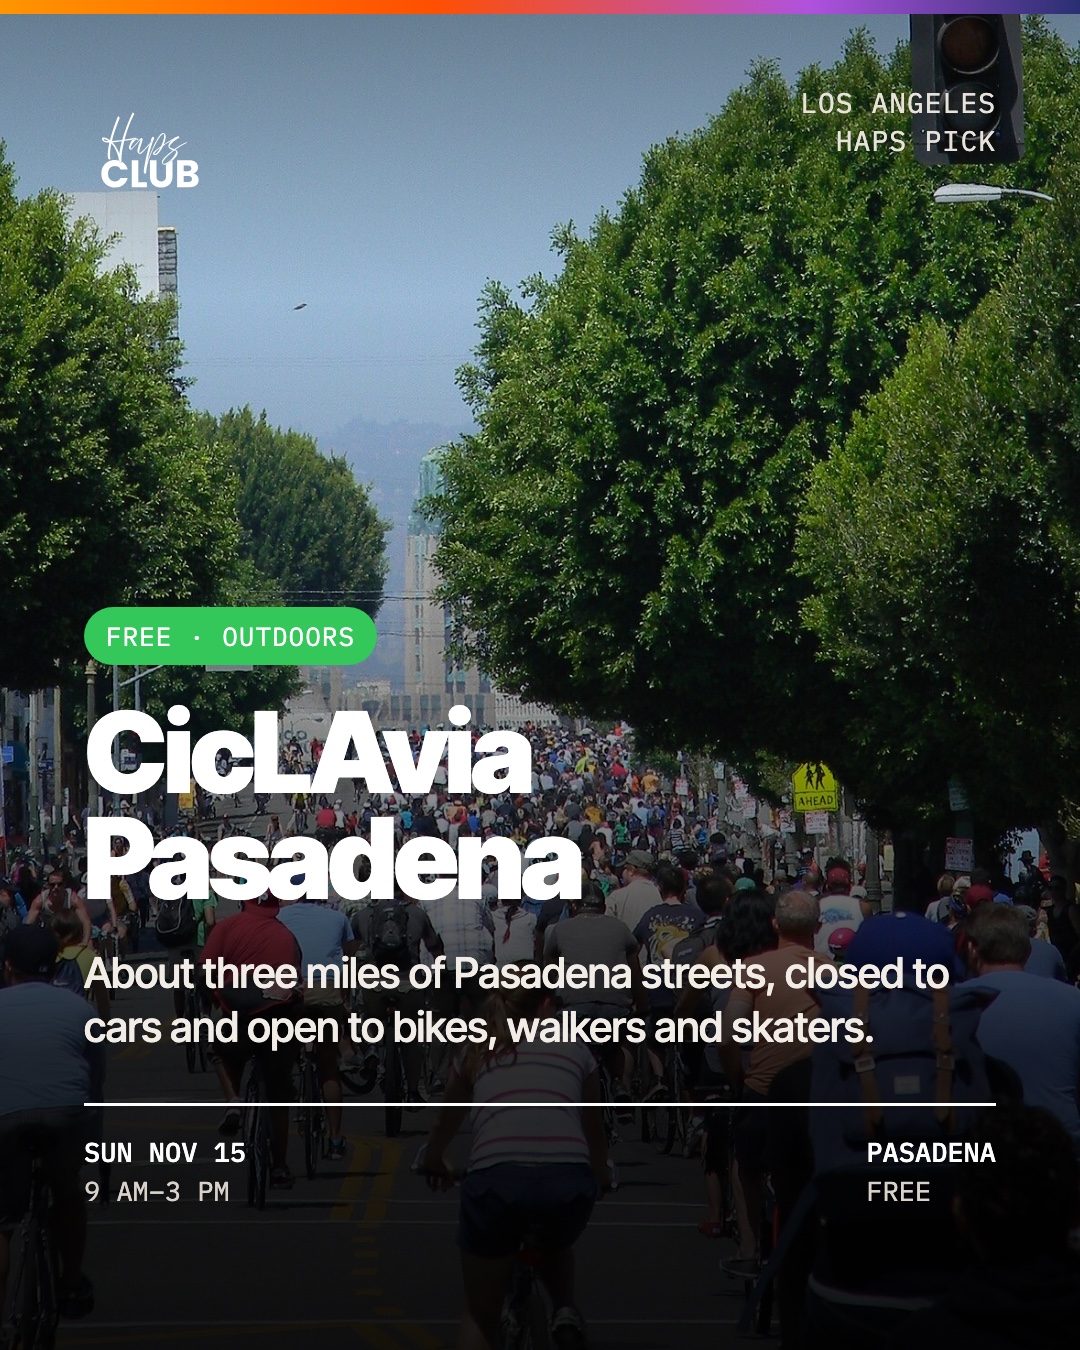 Haps
CLUB
LOS ANGELES
HAPS PICK
FREE · OUTDOORS
CicLAvia
Pasadena
AHEAD
About three miles of Pasadena streets, closed to
cars and open to bikes, walkers and skaters.
SUN NOV 15
9 AM–3 PM
PASADENA
FREE